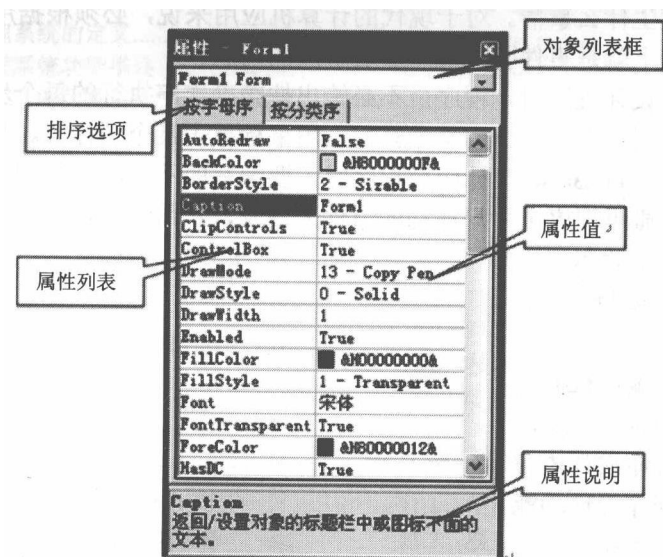 属性 - Form1
对象列表框
Form1 Form
按字母序 按分类序
排序选项
AutoRedraw False
BackColor &H8000000F&
BorderStyle 2 - Sizable
Caption Form1
ClipControls True
属性值
ControlBox True
属性列表
DrawMode 13 - Copy Pen
DrawStyle 0 - Solid
DrawWidth 1
Enabled True
FillColor &H00000000&
FillStyle 1 - Transparent
Font 宋体
FontTransparent True
ForeColor &H80000012&
HasDC True
属性说明
Caption
返回/设置对象的标题栏中或图标下面的
文本。